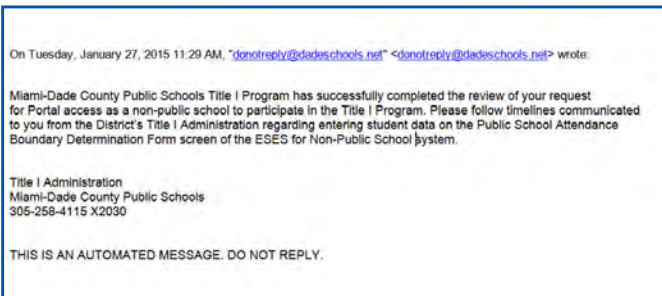 On Tuesday, January 27, 2015 11:29 AM, "donotreply@dadeschools.net" <donotreply@dadeschools.net> wrote:
Miami-Dade County Public Schools Title I Program has successfully completed the review of your request
for Portal access as a non-public school to participate in the Title I Program. Please follow timelines communicated
to you from the District's Title I Administration regarding entering student data on the Public School Attendance
Boundary Determination Form screen of the ESES for Non-Public School system.
Title I Administration
Miami-Dade County Public Schools
305-258-4115 X2030
THIS IS AN AUTOMATED MESSAGE. DO NOT REPLY.